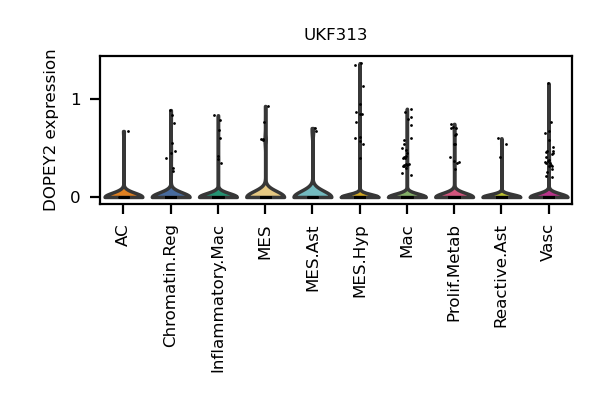 UKF313
DOPEY2 expression
1
0
AC
Chromatin.Reg
Inflammatory.Mac
MES
MES.Ast
MES.Hyp
Mac
Prolif.Metab
Reactive.Ast
Vasc